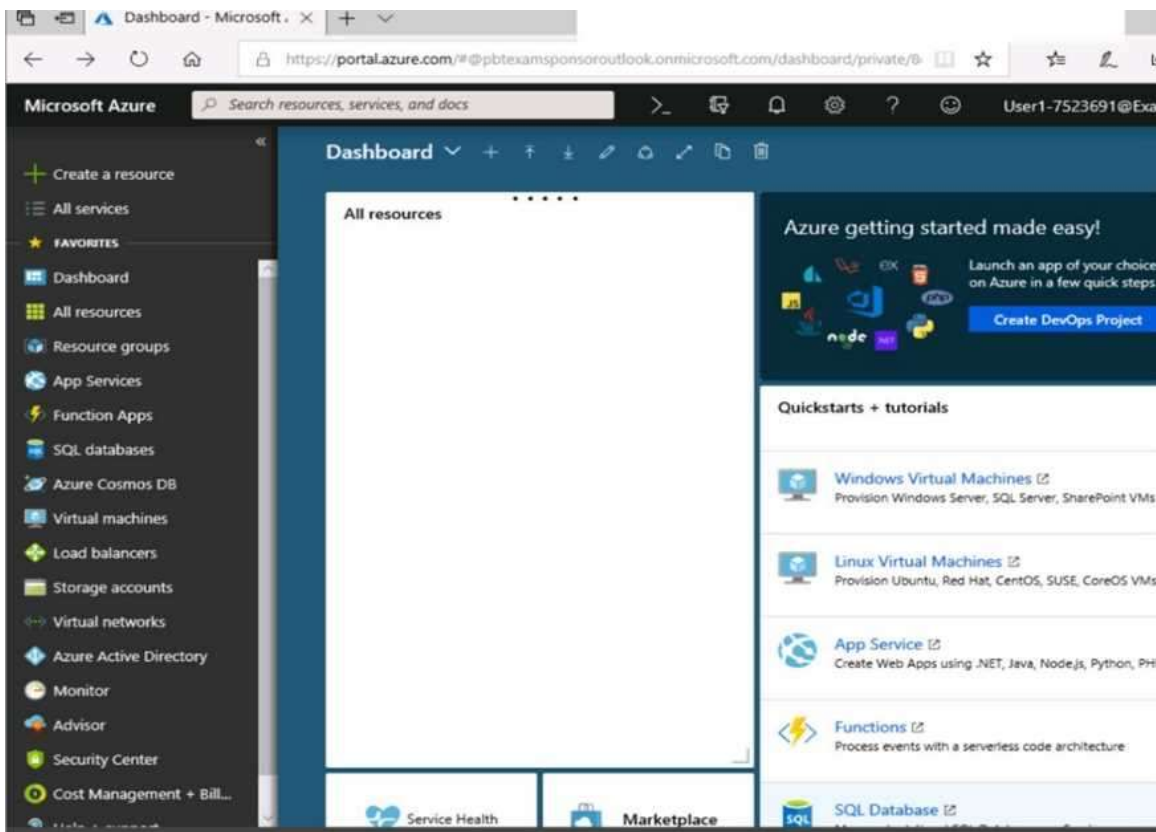 Dashboard - Microsoft
https://portal.azure.com/#@pbtexamsponsoroutlook.onmicrosoft.com/dashboard/private/8-
Microsoft Azure
Search resources, services, and docs
User1-7523691@Exa
Create a resource
All services
FAVORITES
Dashboard
All resources
Resource groups
App Services
Function Apps
SQL databases
Azure Cosmos DB
Virtual machines
Load balancers
Storage accounts
Virtual networks
Azure Active Directory
Monitor
Advisor
Security Center
Cost Management + Bill...
Dashboard
All resources
Service Health
Marketplace
Azure getting started made easy!
Launch an app of your choice
on Azure in a few quick steps
Create DevOps Project
JS
node
Quickstarts + tutorials
Windows Virtual Machines
Provision Windows Server, SQL Server, SharePoint VMs
Linux Virtual Machines
Provision Ubuntu, Red Hat, CentOS, SUSE, CoreOS VMs
App Service
Create Web Apps using .NET, Java, Node.js, Python, PH
Functions
Process events with a serverless code architecture
SQL
SQL Database